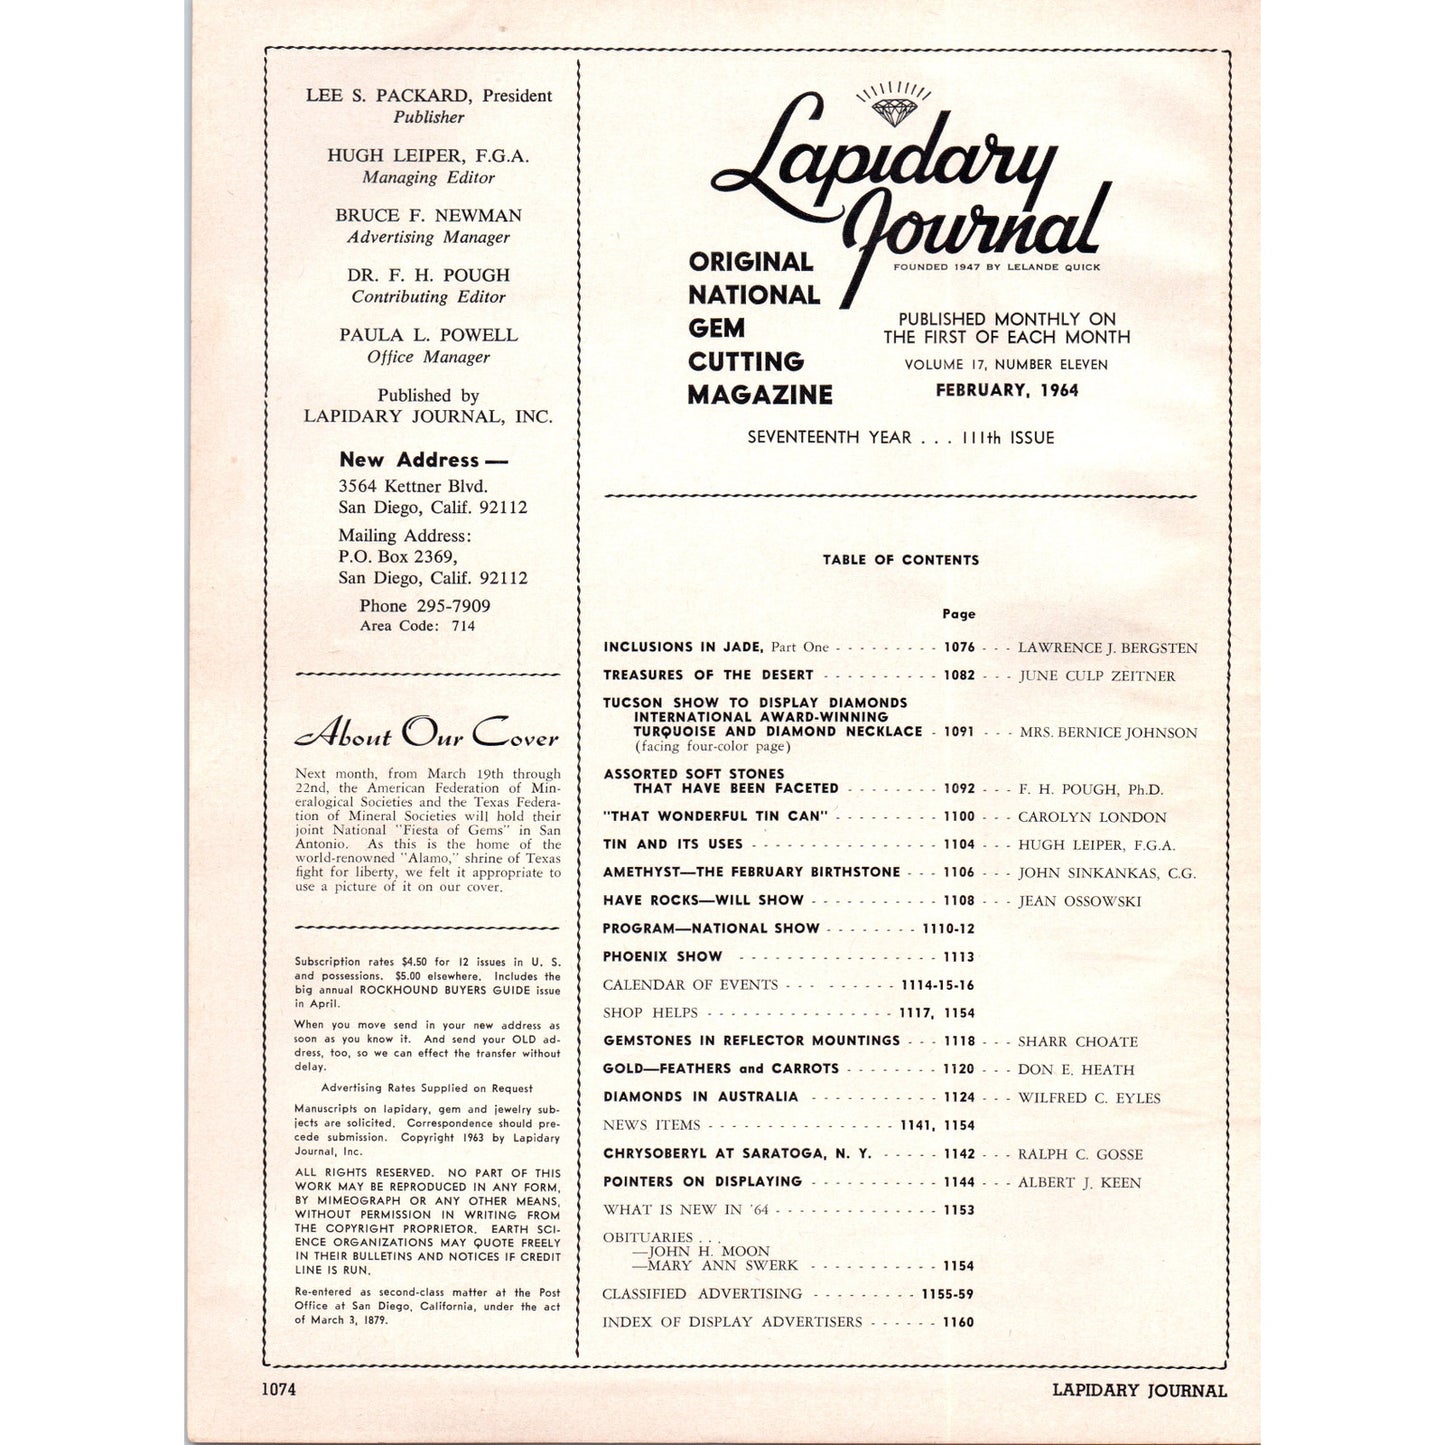 LEE S. PACKARD, President
Publisher
HUGH LEIPER, F.G.A.
Managing Editor
BRUCE F. NEWMAN
Advertising Manager
DR. F. H. POUGH
Contributing Editor
PAULA L. POWELL
Office Manager
Published by
LAPIDARY JOURNAL, INC.
New Address —
3564 Kettner Blvd.
San Diego, Calif. 92112
Mailing Address:
P.O. Box 2369,
San Diego, Calif. 92112
Phone 295-7909
Area Code: 714
About Our Cover
Next month, from March 19th through
22nd, the American Federation of Min-
eralogical Societies and the Texas Federa-
tion of Mineral Societies will hold their
joint National "Fiesta of Gems" in San
Antonio. As this is the home of the
world-renowned "Alamo," shrine of Texas
fight for liberty, we felt it appropriate to
use a picture of it on our cover.
Subscription rates $4.50 for 12 issues in U. S.
and possessions. $5.00 elsewhere. Includes the
big annual ROCKHOUND BUYERS GUIDE issue
in April.
When you move send in your new address as
soon as you know it. And send your OLD ad-
dress, too, so we can effect the transfer without
delay.
Advertising Rates Supplied on Request
Manuscripts on lapidary, gem and jewelry sub-
jects are solicited. Correspondence should pre-
cede submission. Copyright 1963 by Lapidary
Journal, Inc.
ALL RIGHTS RESERVED. NO PART OF THIS
WORK MAY BE REPRODUCED IN ANY FORM,
BY MIMEOGRAPH OR ANY OTHER MEANS,
WITHOUT PERMISSION IN WRITING FROM
THE COPYRIGHT PROPRIETOR. EARTH SCI-
ENCE ORGANIZATIONS MAY QUOTE FREELY
IN THEIR BULLETINS AND NOTICES IF CREDIT
LINE IS RUN.
Re-entered as second-class matter at the Post
Office at San Diego, California, under the act
of March 3, 1879.
Lapidary
Journal
FOUNDED 1947 BY LELANDE QUICK
ORIGINAL
NATIONAL
GEM
CUTTING
MAGAZINE
PUBLISHED MONTHLY ON
THE FIRST OF EACH MONTH
VOLUME 17, NUMBER ELEVEN
FEBRUARY, 1964
SEVENTEENTH YEAR . . . 111th ISSUE
TABLE OF CONTENTS
Page
INCLUSIONS IN JADE, Part One - - - - - - - - - 1076 - - - LAWRENCE J. BERGSTEN
TREASURES OF THE DESERT - - - - - - - - - - 1082 - - - JUNE CULP ZEITNER
TUCSON SHOW TO DISPLAY DIAMONDS
INTERNATIONAL AWARD-WINNING
TURQUOISE AND DIAMOND NECKLACE - 1091 - - - MRS. BERNICE JOHNSON
(facing four-color page)
ASSORTED SOFT STONES
THAT HAVE BEEN FACETED - - - - - - - - 1092 - - - F. H. POUGH, Ph.D.
"THAT WONDERFUL TIN CAN" - - - - - - - - - 1100 - - - CAROLYN LONDON
TIN AND ITS USES - - - - - - - - - - - - - - - - 1104 - - - HUGH LEIPER, F.G.A.
AMETHYST—THE FEBRUARY BIRTHSTONE - - - 1106 - - - JOHN SINKANKAS, C.G.
HAVE ROCKS—WILL SHOW - - - - - - - - - - - 1108 - - - JEAN OSSOWSKI
PROGRAM—NATIONAL SHOW - - - - - - - - 1110-12
PHOENIX SHOW - - - - - - - - - - - - - - - - - 1113
CALENDAR OF EVENTS - - - - - - - - - 1114-15-16
SHOP HELPS - - - - - - - - - - - - - - - - 1117, 1154
GEMSTONES IN REFLECTOR MOUNTINGS - - - 1118 - - - SHARR CHOATE
GOLD—FEATHERS and CARROTS - - - - - - - - 1120 - - - DON E. HEATH
DIAMONDS IN AUSTRALIA - - - - - - - - - - - 1124 - - - WILFRED C. EYLES
NEWS ITEMS - - - - - - - - - - - - - - - - 1141, 1154
CHRYSOBERYL AT SARATOGA, N. Y. - - - - - 1142 - - - RALPH C. GOSSE
POINTERS ON DISPLAYING - - - - - - - - - - - 1144 - - - ALBERT J. KEEN
WHAT IS NEW IN '64 - - - - - - - - - - - - - - 1153
OBITUARIES . . .
—JOHN H. MOON
—MARY ANN SWERK - - - - - - - - - - - 1154
CLASSIFIED ADVERTISING - - - - - - - - - 1155-59
INDEX OF DISPLAY ADVERTISERS - - - - - - 1160
1074
LAPIDARY JOURNAL